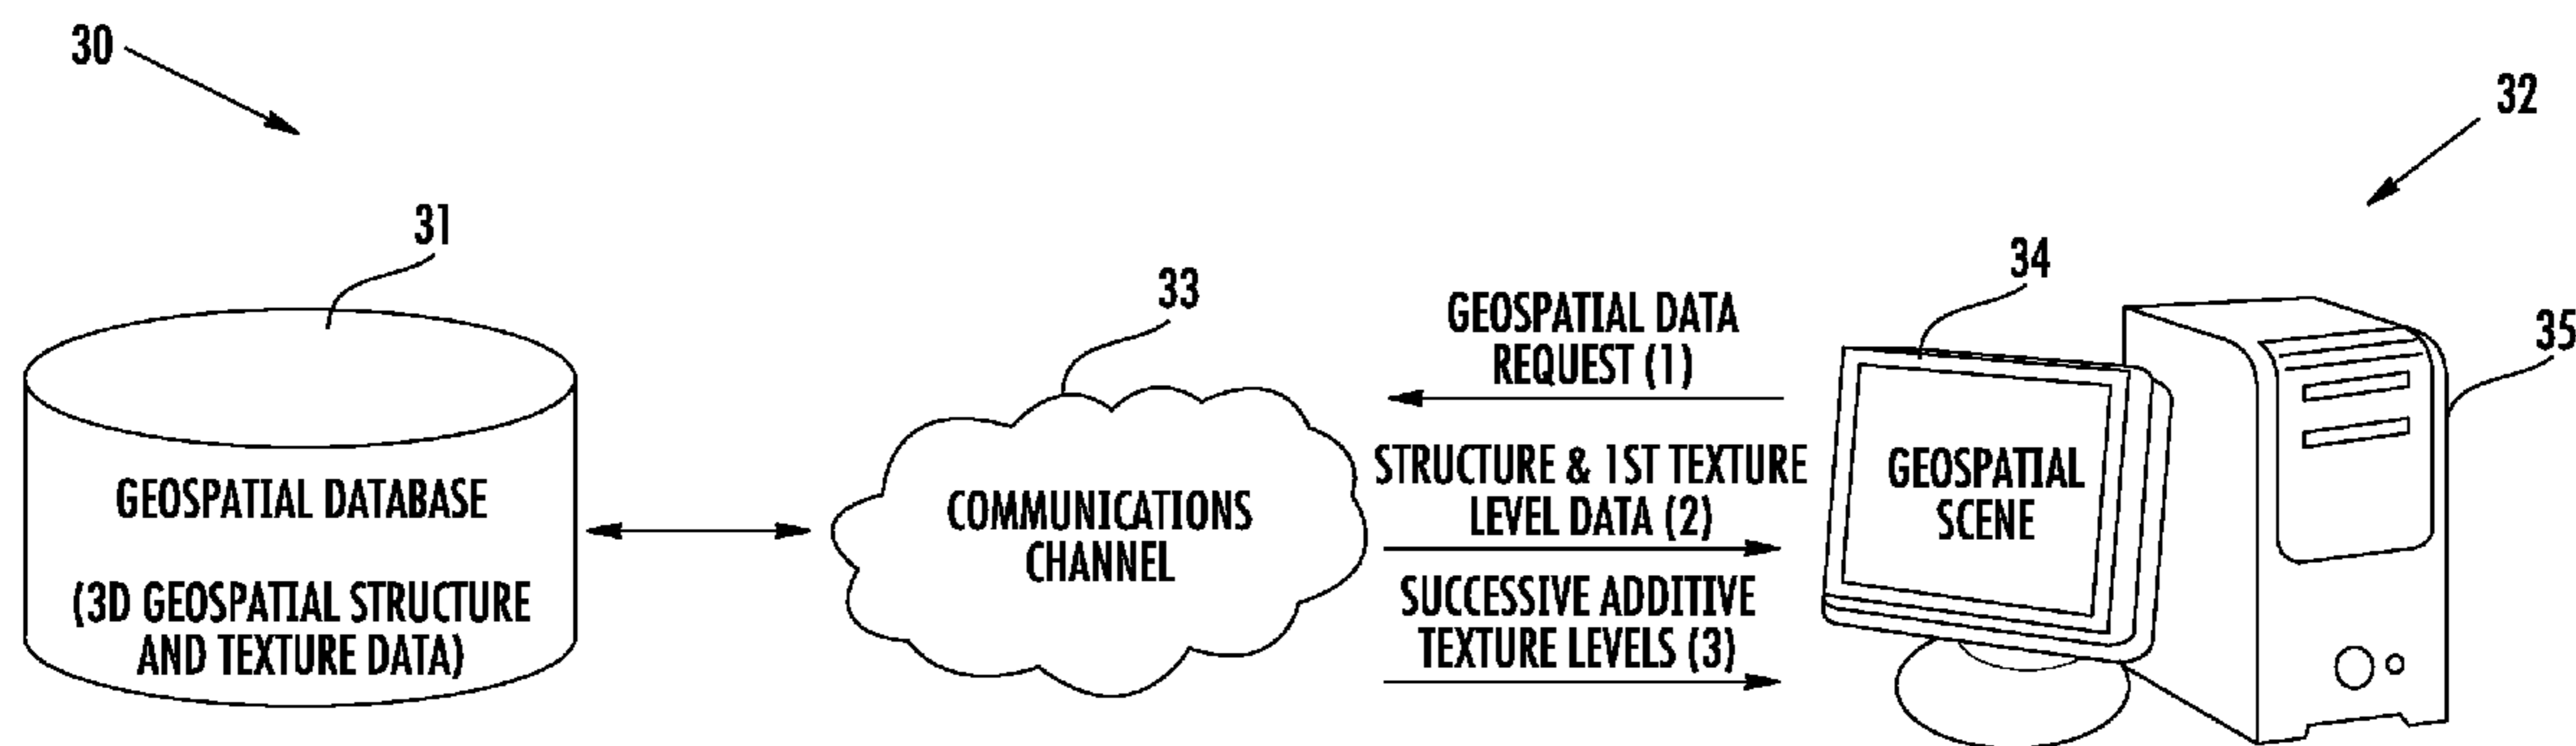 30
32
31
33
34
35
GEOSPATIAL DATABASE
(3D GEOSPATIAL STRUCTURE
AND TEXTURE DATA)
COMMUNICATIONS
CHANNEL
GEOSPATIAL DATA
REQUEST (1)
STRUCTURE & 1ST TEXTURE
LEVEL DATA (2)
SUCCESSIVE ADDITIVE
TEXTURE LEVELS (3)
GEOSPATIAL
SCENE